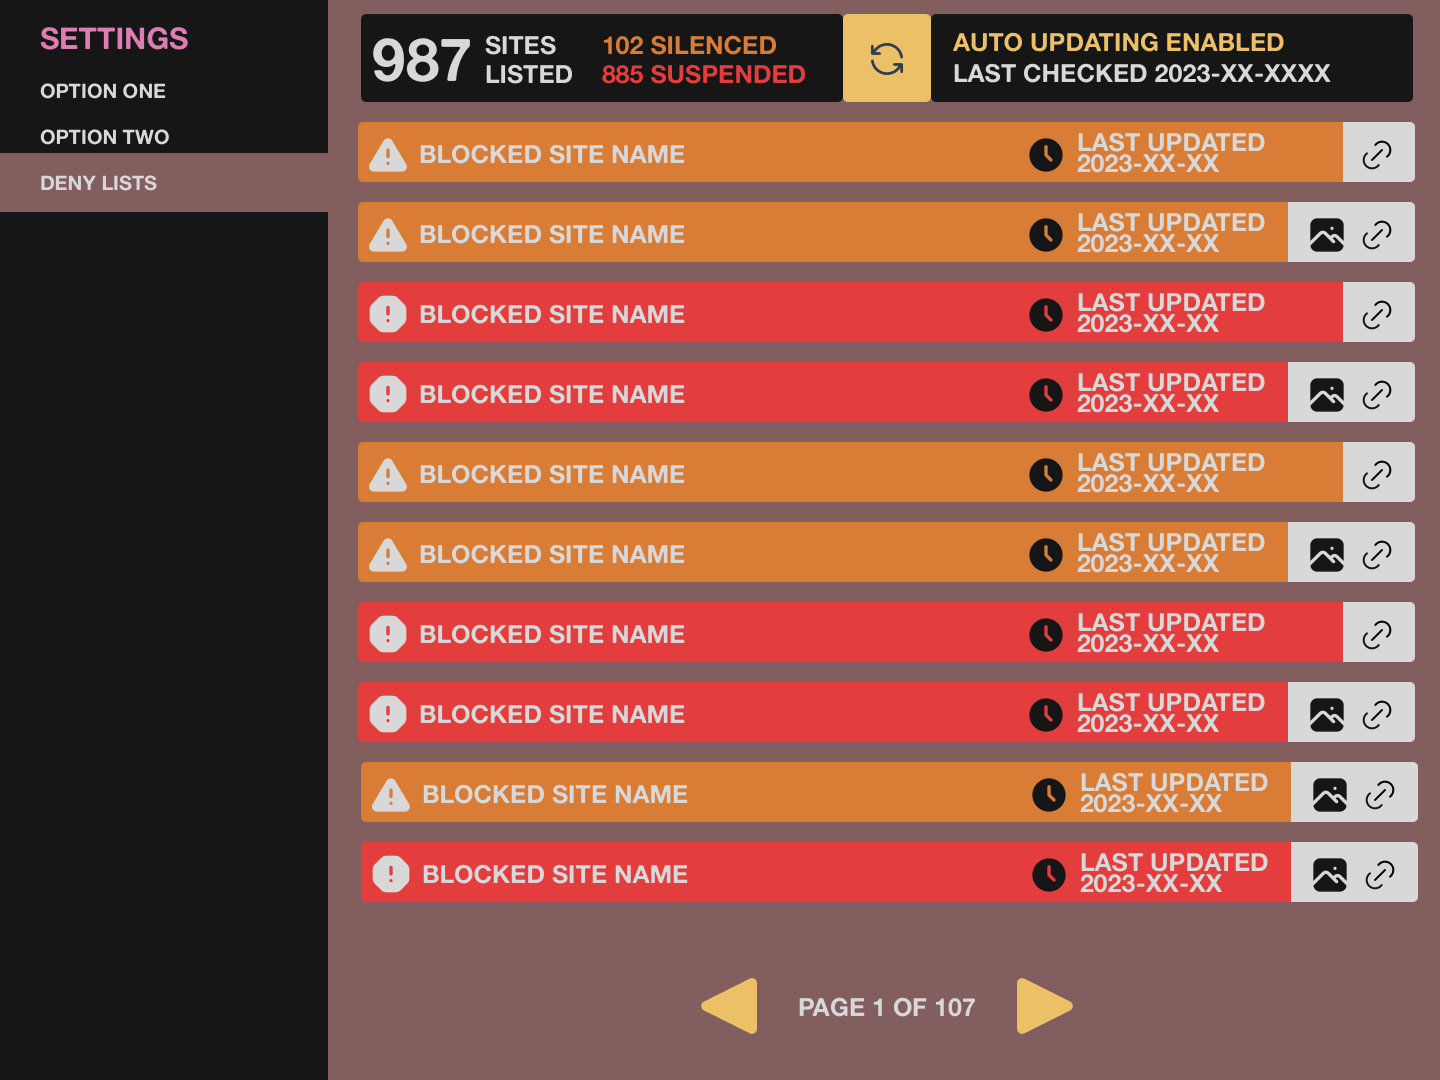 SETTINGS
OPTION ONE
OPTION TWO
DENY LISTS
987 SITES LISTED
102 SILENCED
885 SUSPENDED
AUTO UPDATING ENABLED
LAST CHECKED 2023-XX-XXXX
BLOCKED SITE NAME
LAST UPDATED
2023-XX-XX
BLOCKED SITE NAME
LAST UPDATED
2023-XX-XX
BLOCKED SITE NAME
LAST UPDATED
2023-XX-XX
BLOCKED SITE NAME
LAST UPDATED
2023-XX-XX
BLOCKED SITE NAME
LAST UPDATED
2023-XX-XX
BLOCKED SITE NAME
LAST UPDATED
2023-XX-XX
BLOCKED SITE NAME
LAST UPDATED
2023-XX-XX
BLOCKED SITE NAME
LAST UPDATED
2023-XX-XX
BLOCKED SITE NAME
LAST UPDATED
2023-XX-XX
BLOCKED SITE NAME
LAST UPDATED
2023-XX-XX
PAGE 1 OF 107